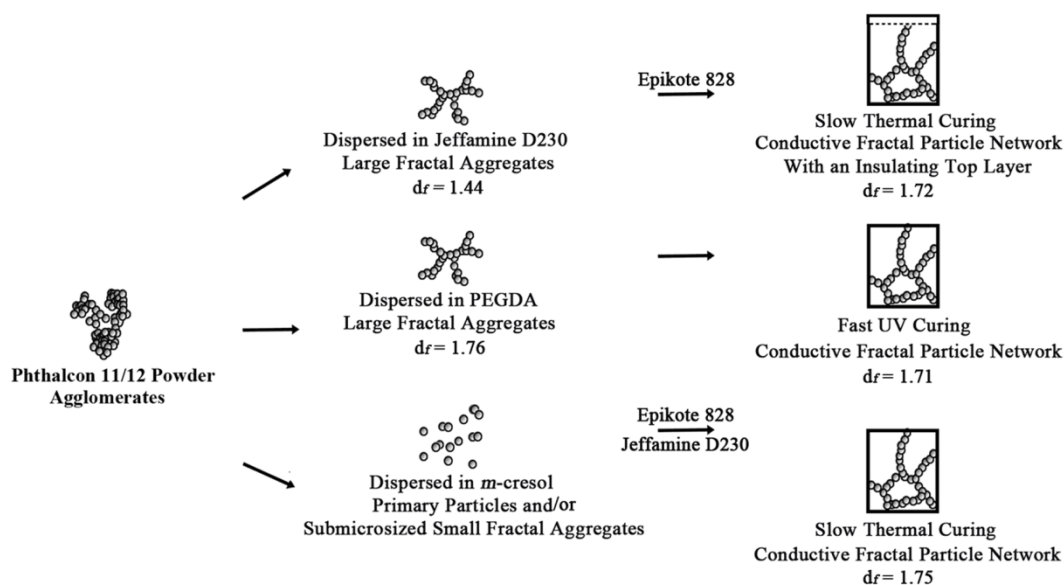 Phthalcon 11/12 Powder
Agglomerates
Dispersed in Jeffamine D230
Large Fractal Aggregates
df = 1.44
Epikote 828
Slow Thermal Curing
Conductive Fractal Particle Network
With an Insulating Top Layer
df = 1.72
Dispersed in PEGDA
Large Fractal Aggregates
df = 1.76
Fast UV Curing
Conductive Fractal Particle Network
df = 1.71
Dispersed in m-cresol
Primary Particles and/or
Submicrosized Small Fractal Aggregates
Epikote 828
Jeffamine D230
Slow Thermal Curing
Conductive Fractal Particle Network
df = 1.75